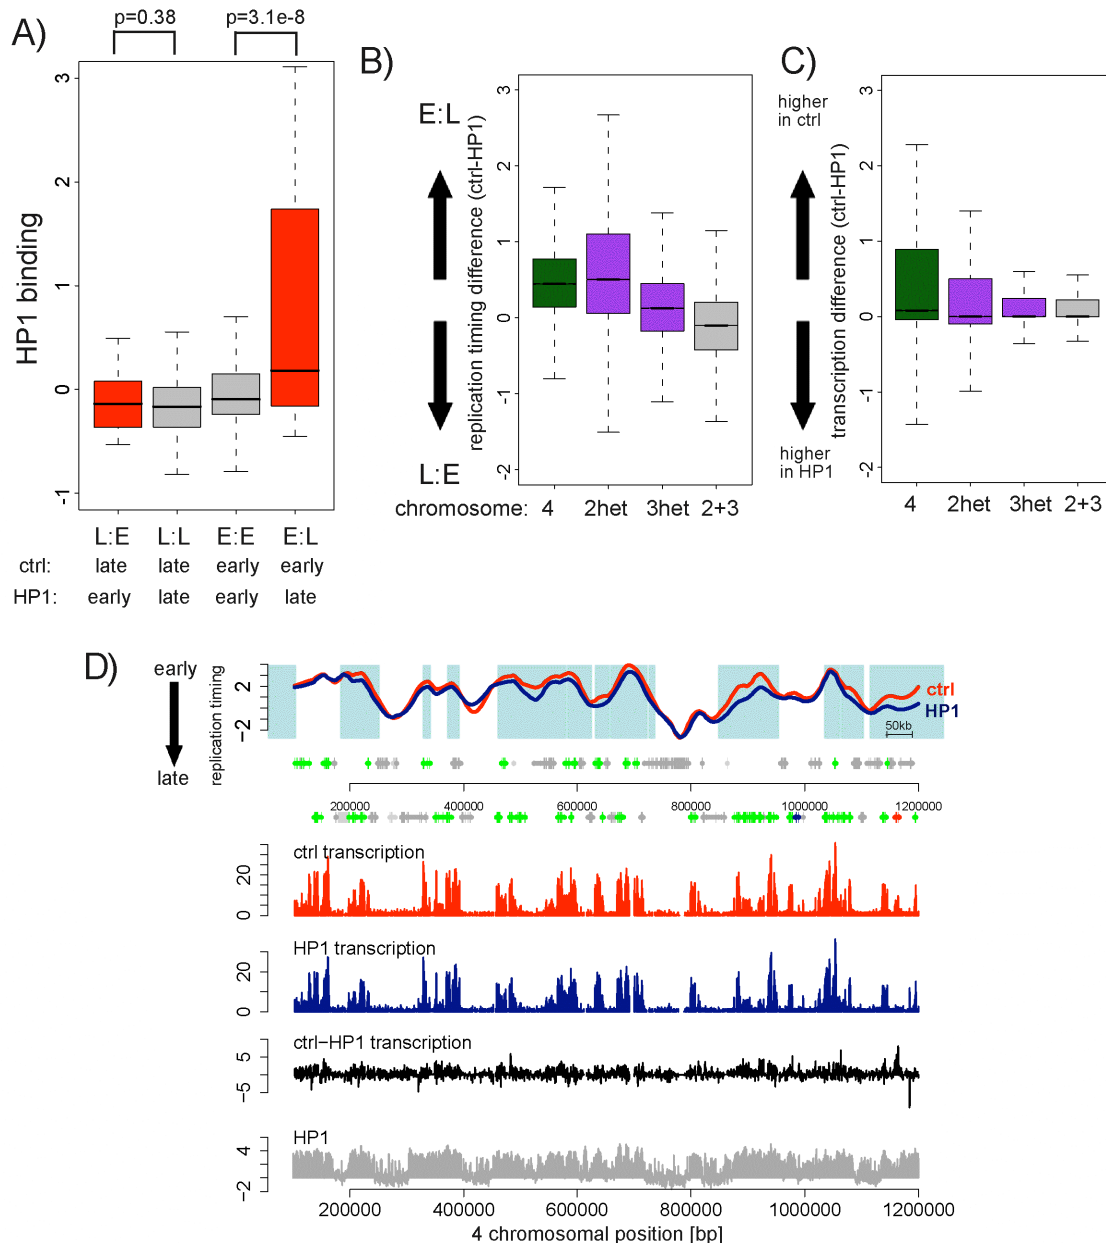 A)
p=0.38
p=3.1e-8
HP1 binding
3
2
1
0
-1
L:E
L:L
E:E
E:L
ctrl:
late
late
early
early
HP1:
early
late
early
late
B)
E:L
L:E
replication timing difference (ctrl-HP1)
3
2
1
0
-1
-2
chromosome:
4
2het
3het
2+3
C)
higher
in ctrl
higher
in HP1
transcription difference (ctrl-HP1)
3
2
1
0
-1
-2
4
2het
3het
2+3
D)
early
late
replication timing
2
-2
ctrl
HP1
50kb
200000
400000
600000
800000
1000000
1200000
ctrl transcription
20
0
HP1 transcription
20
0
ctrl−HP1 transcription
5
−5
HP1
4
−2
200000
400000
600000
800000
1000000
1200000
4 chromosomal position [bp]